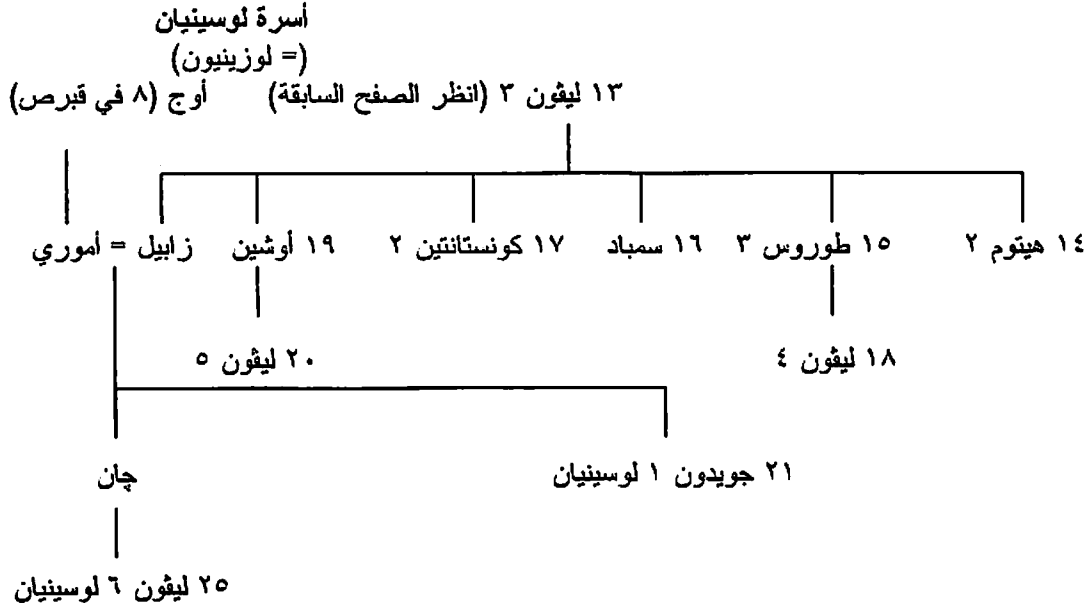 أسرة لوسينيان
(= لوزينيون)
١٣ ليڤون ٣ (انظر الصفح السابقة) أوج (٨ في قبرص)
١٤ هيتوم ٢ ١٥ طوروس ٣ ١٦ سمباد ١٧ كونستانتين ٢ ١٩ أوشين زابيل = أموري
١٨ ليڤون ٤ ٢٠ ليڤون ٥
٢١ جويدون ١ لوسينيان چان
٢٥ ليڤون ٦ لوسينيان